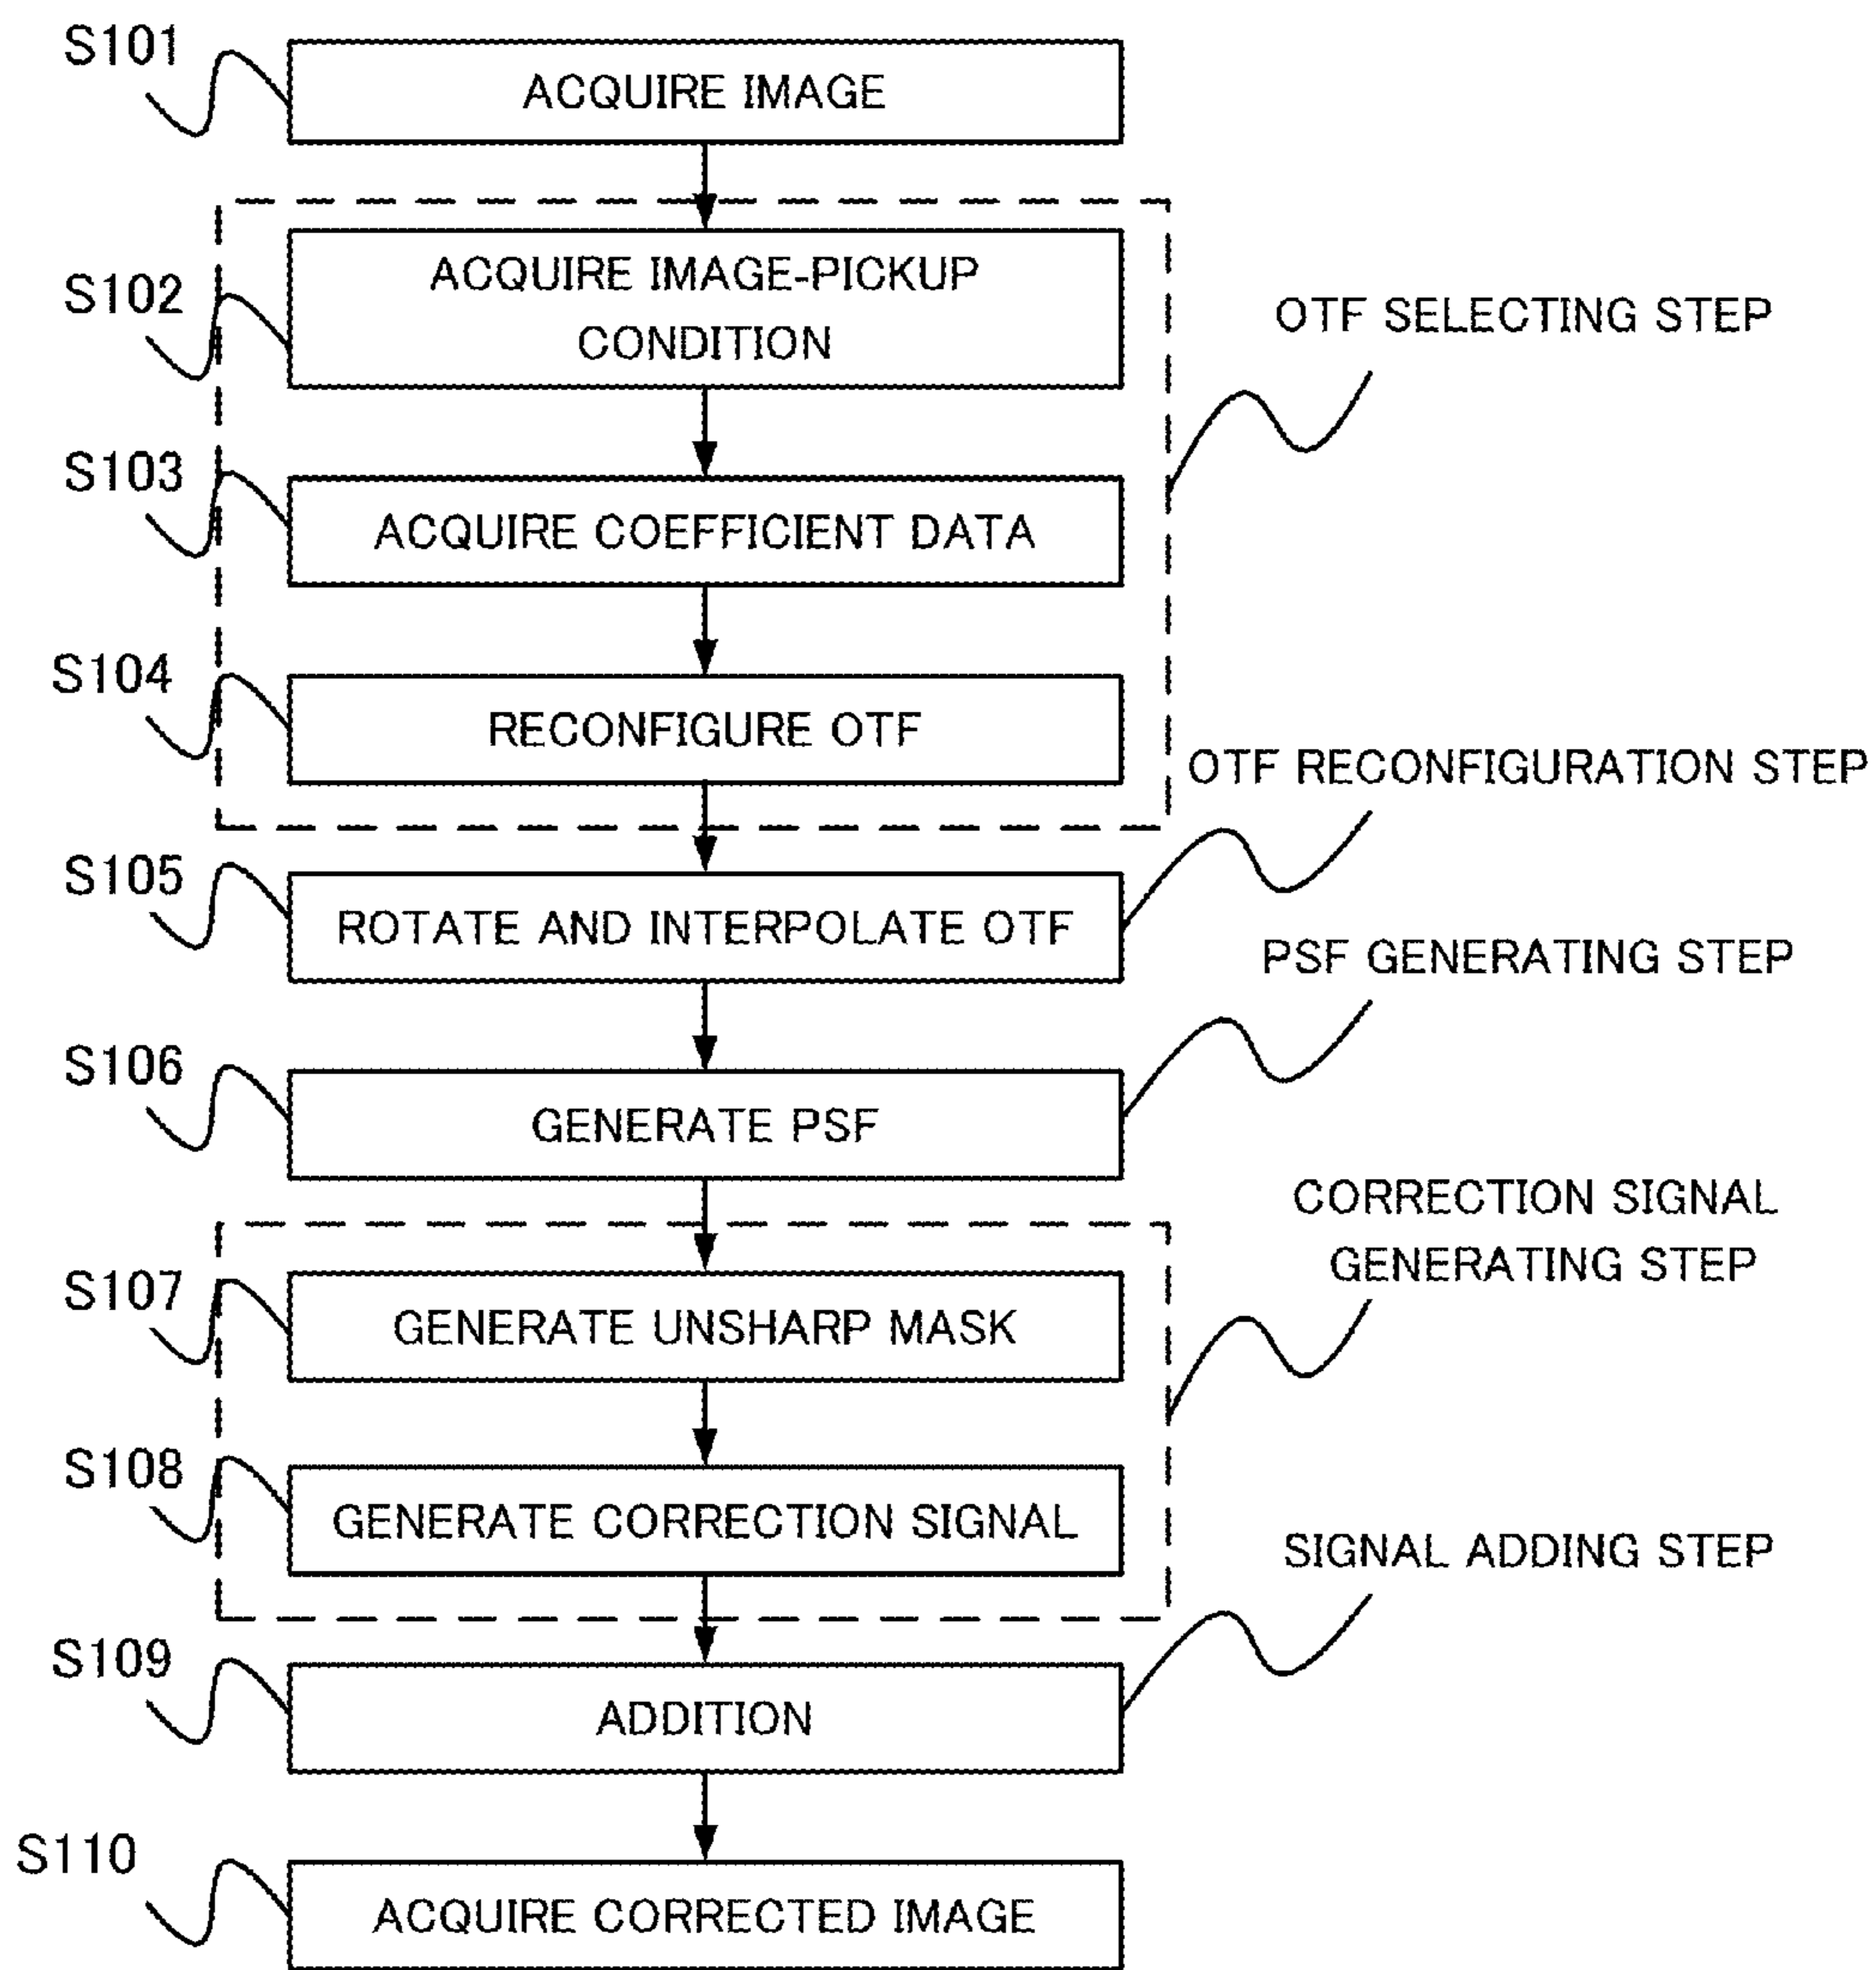 S101
ACQUIRE IMAGE
S102
ACQUIRE IMAGE-PICKUP
CONDITION
OTF SELECTING STEP
S103
ACQUIRE COEFFICIENT DATA
S104
RECONFIGURE OTF
OTF RECONFIGURATION STEP
S105
ROTATE AND INTERPOLATE OTF
PSF GENERATING STEP
S106
GENERATE PSF
CORRECTION SIGNAL
GENERATING STEP
S107
GENERATE UNSHARP MASK
S108
GENERATE CORRECTION SIGNAL
SIGNAL ADDING STEP
S109
ADDITION
S110
ACQUIRE CORRECTED IMAGE